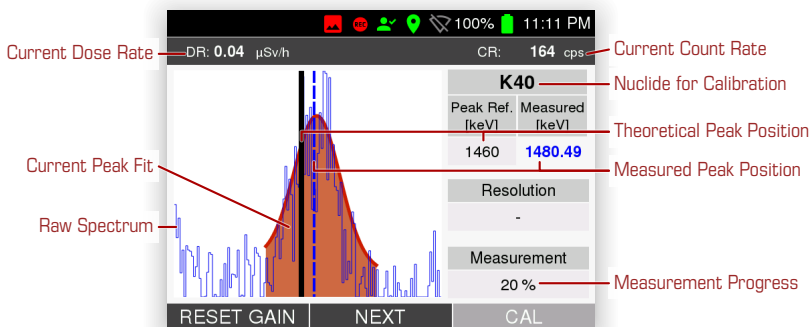 REC 100% 11:11 PM
Current Dose Rate DR: 0.04 µSv/h CR: 164 cps Current Count Rate
K40 Nuclide for Calibration
Peak Ref. Measured
[keV] [keV]
Theoretical Peak Position
1460 1480.49
Measured Peak Position
Current Peak Fit
Resolution
-
Raw Spectrum
Measurement
20 % Measurement Progress
RESET GAIN NEXT CAL